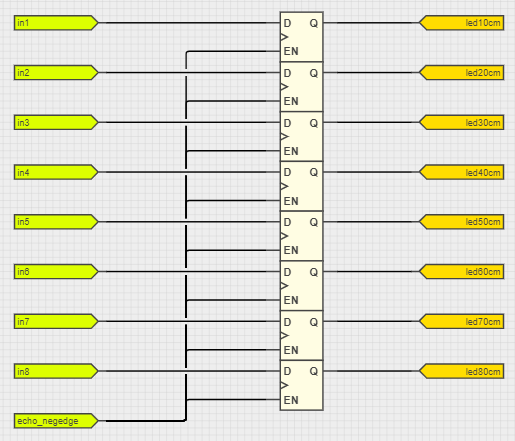 in1 D Q led10cm
EN
in2 D Q led20cm
EN
in3 D Q led30cm
EN
in4 D Q led40cm
EN
in5 D Q led50cm
EN
in6 D Q led60cm
EN
in7 D Q led70cm
EN
in8 D Q led80cm
EN
echo_negedge